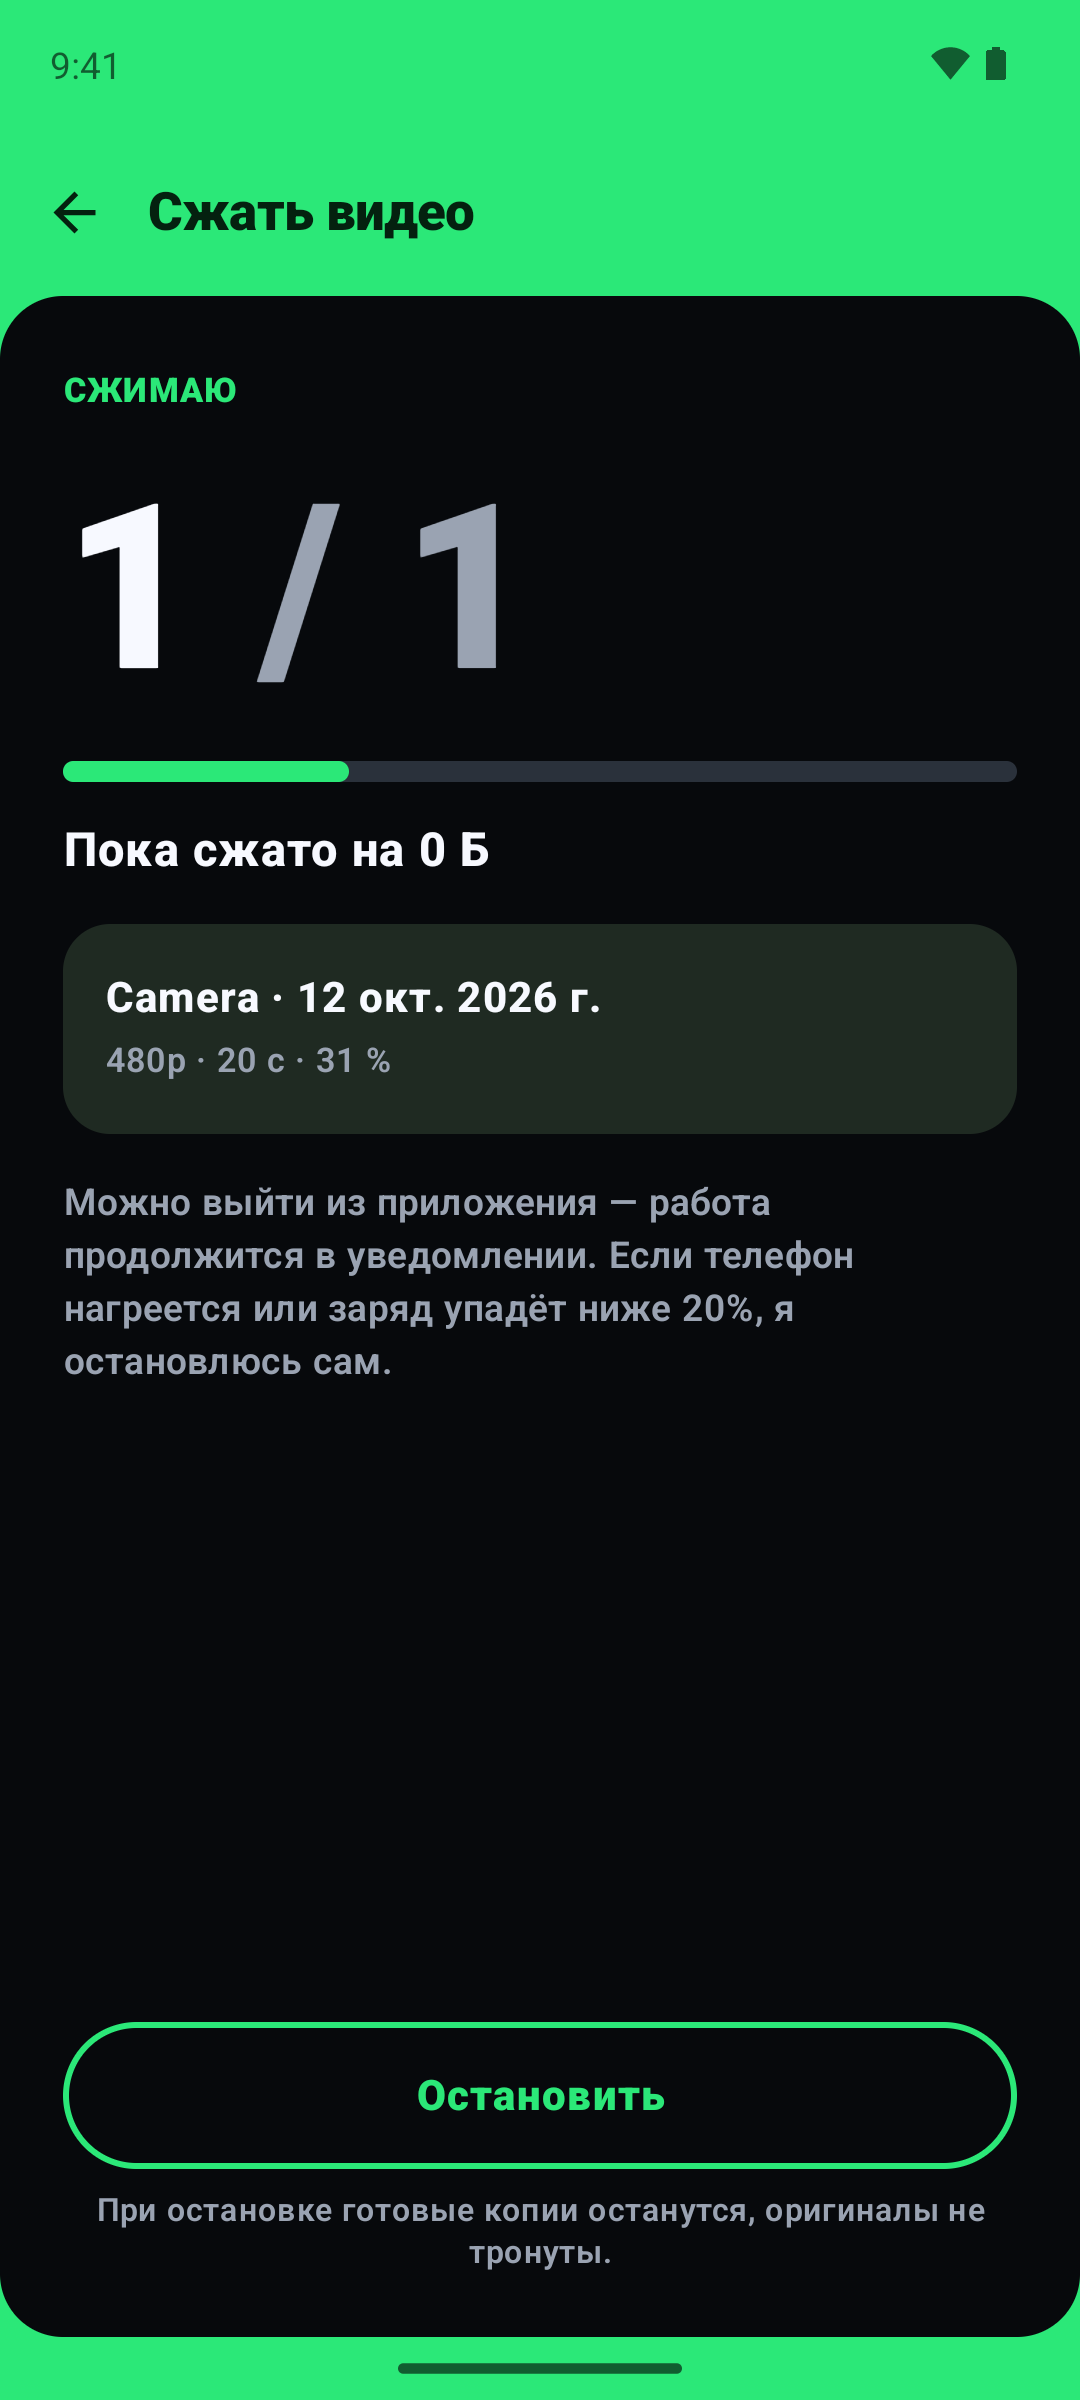 9:41
Сжать видео
СЖИМАЮ
1 / 1
Пока сжато на 0 Б
Camera · 12 окт. 2026 г.
480p · 20 с · 31 %
Можно выйти из приложения — работа
продолжится в уведомлении. Если телефон
нагреется или заряд упадёт ниже 20%, я
остановлюсь сам.
Остановить
При остановке готовые копии останутся, оригиналы не
тронуты.